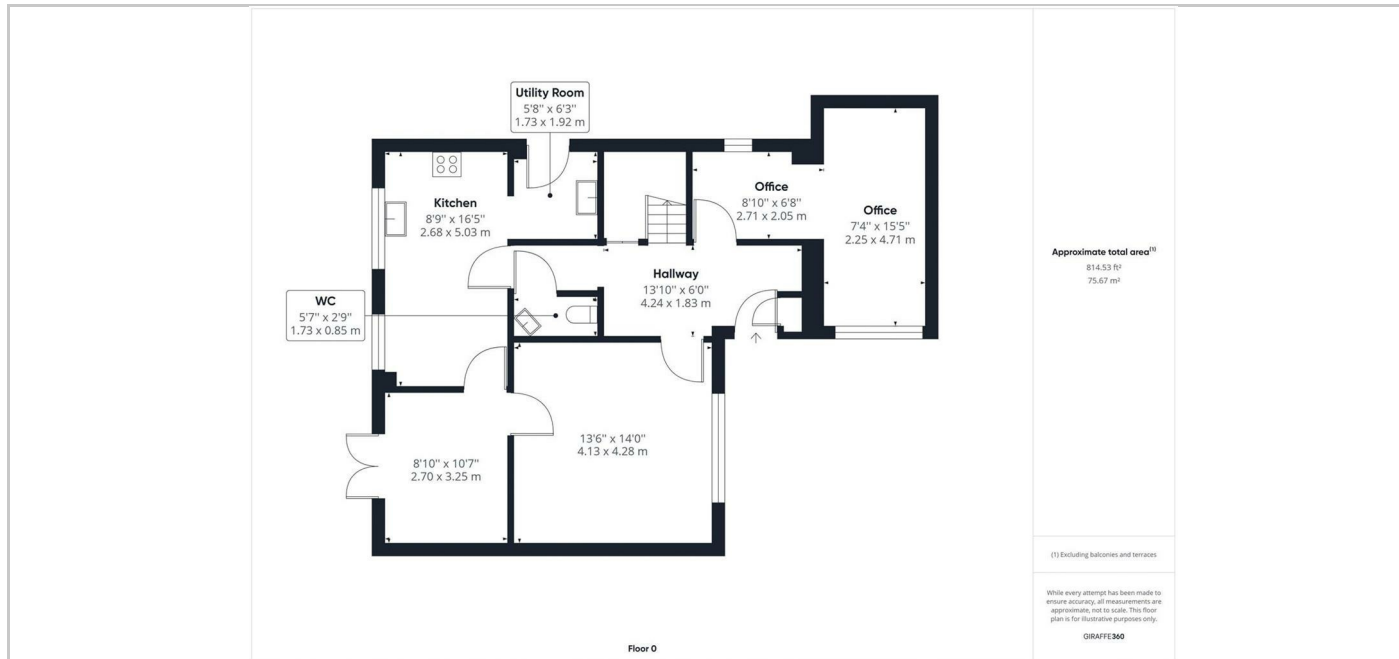 Utility Room
5'8" x 6'3"
1.73 x 1.92 m
Kitchen
8'9" x 16'5"
2.68 x 5.03 m
Office
8'10" x 6'8"
2.71 x 2.05 m
Office
7'4" x 15'5"
2.25 x 4.71 m
Hallway
13'10" x 6'0"
4.24 x 1.83 m
WC
5'7" x 2'9"
1.73 x 0.85 m
13'6" x 14'0"
4.13 x 4.28 m
8'10" x 10'7"
2.70 x 3.25 m
Floor 0
Approximate total area(1)
814.53 ft²
75.67 m²
(1) Excluding balconies and terraces
While every attempt has been made to
ensure accuracy, all measurements are
approximate, not to scale. This floor
plan is for illustrative purposes only.
GIRAFFE360